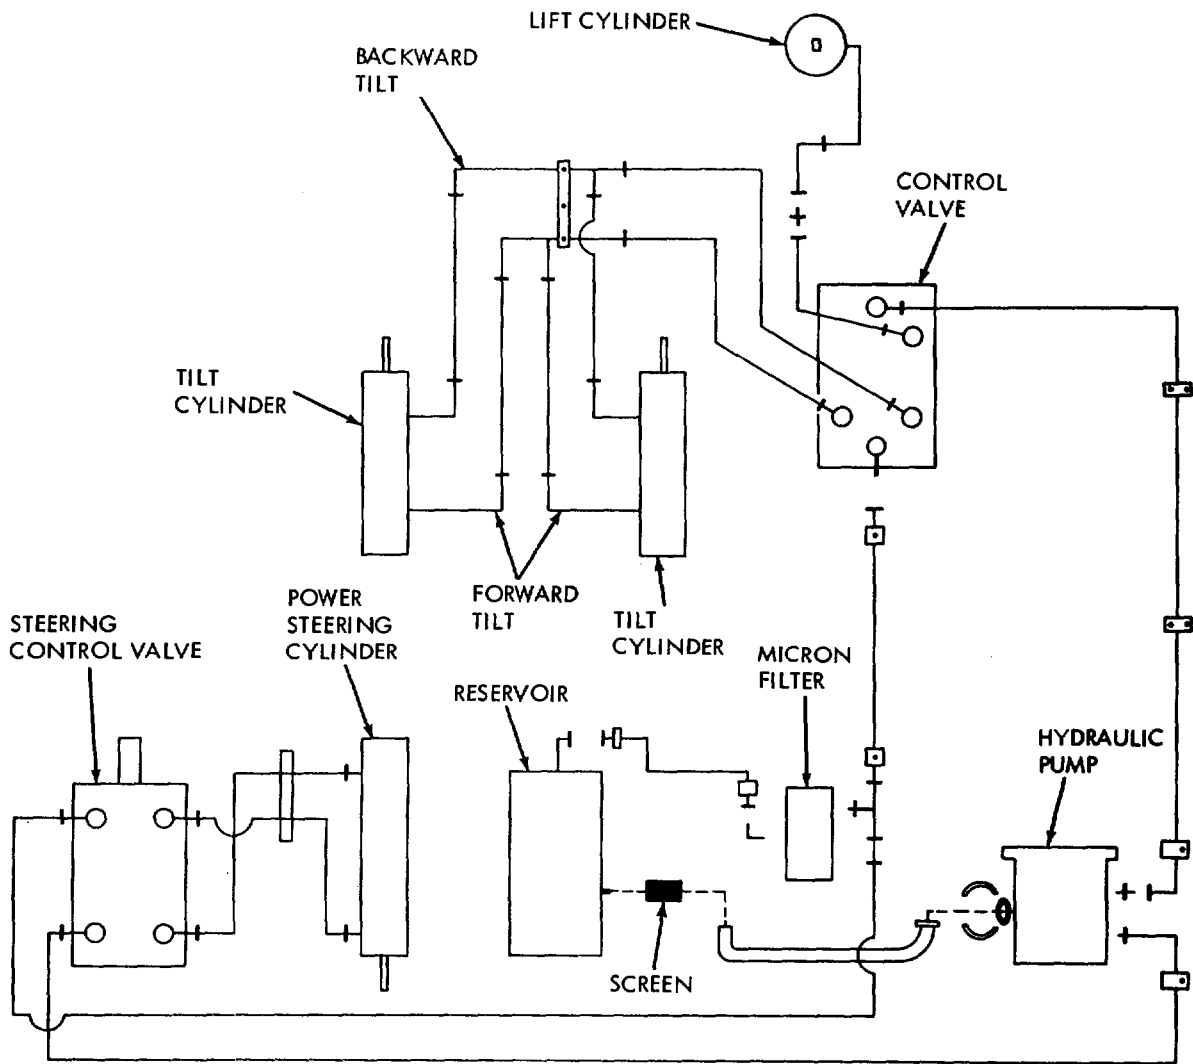 LIFT CYLINDER
BACKWARD
TILT
CONTROL
VALVE
TILT
CYLINDER
FORWARD
TILT
TILT
CYLINDER
POWER
STEERING
CYLINDER
STEERING
CONTROL VALVE
RESERVOIR
MICRON
FILTER
HYDRAULIC
PUMP
SCREEN